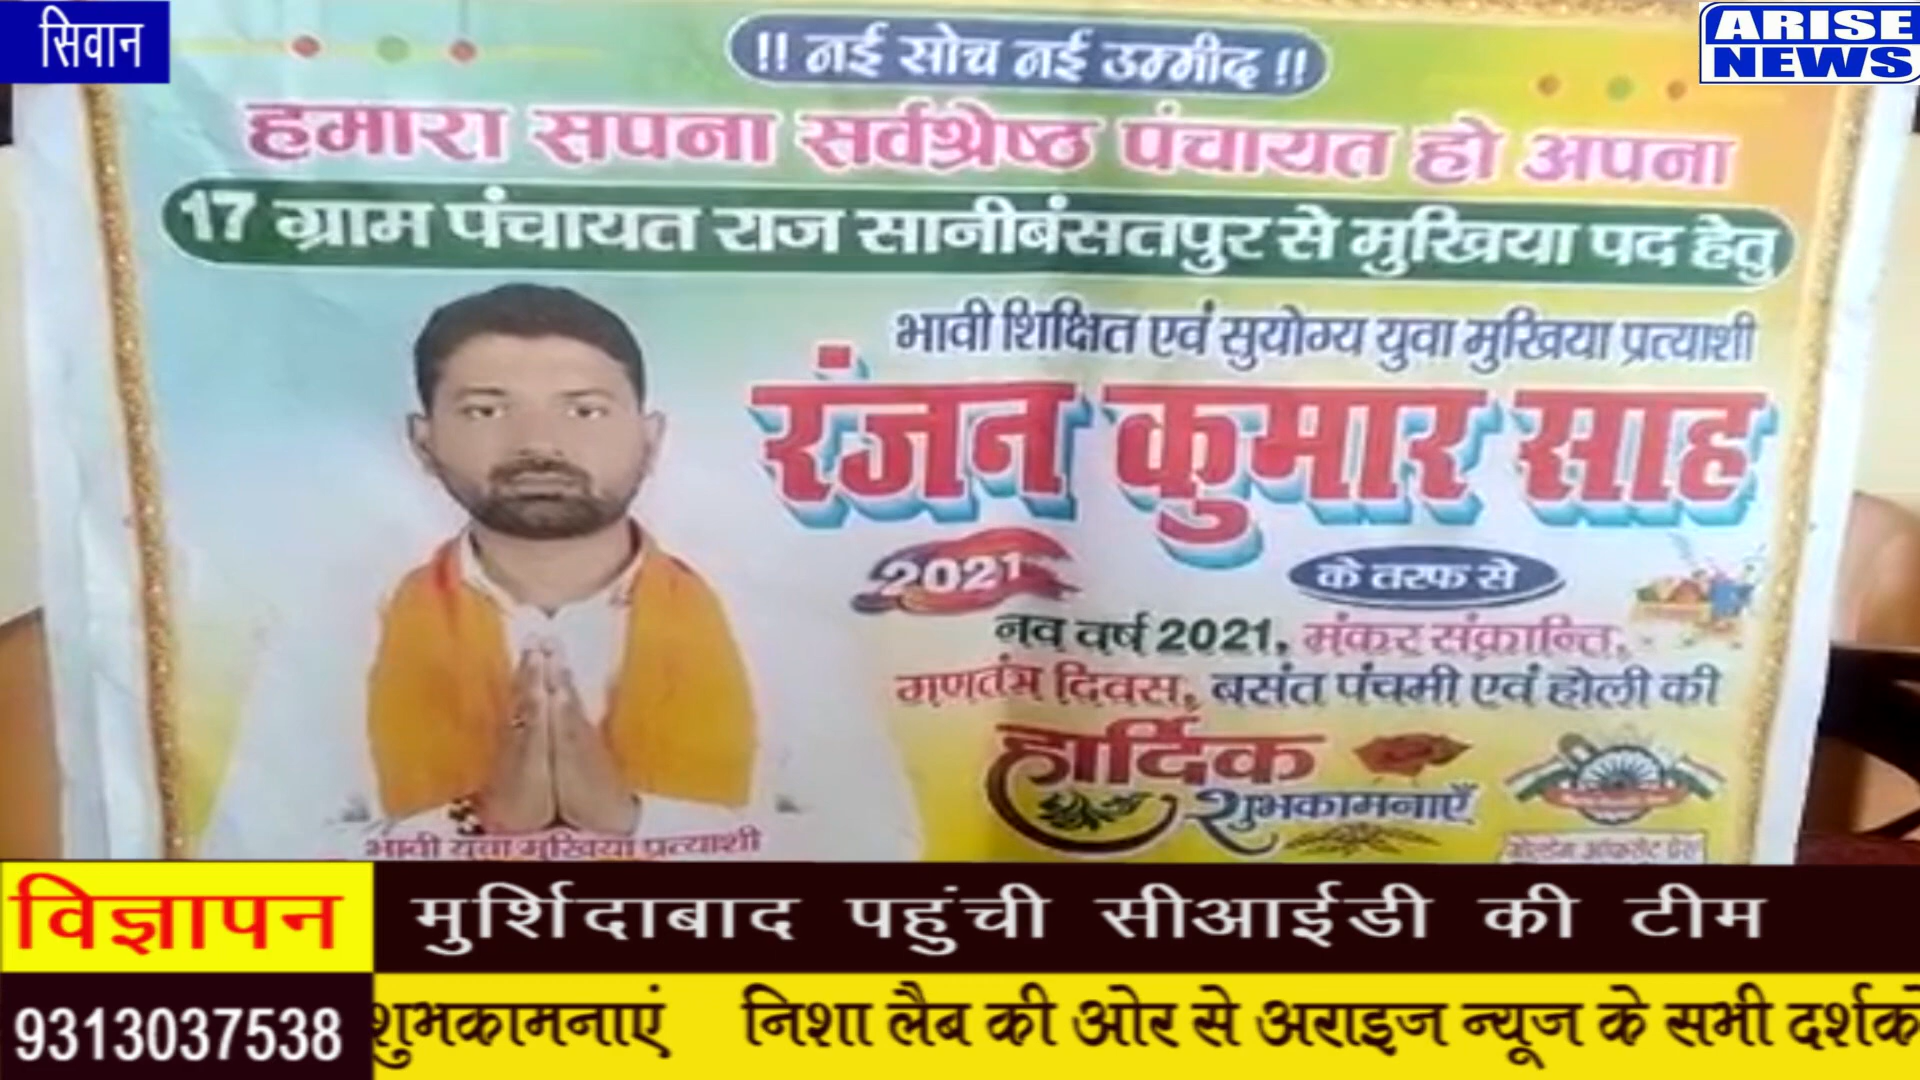 सिवान
ARISE
NEWS
!! नई सोच नई उम्मीद !!
हमारा सपना सर्वश्रेष्ठ पंचायत हो अपना
17 ग्राम पंचायत राज सानीबंसतपुर से मुखिया पद हेतु
भावी शिक्षित एवं सुयोग्य युवा मुखिया प्रत्याशी
रंजन कुमार साह
2021
के तरफ से
नव वर्ष 2021, मंकर संक्रान्ति,
गणतंत्र दिवस, बसंत पंचमी एवं होली की
हार्दिक
शुभकामनाएँ
भावी युवा मुखिया प्रत्याशी
गोल्डेन ऑफसेट प्रेस
विज्ञापन
मुर्शिदाबाद पहुंची सीआईडी की टीम
9313037538
शुभकामनाएं निशा लैब की ओर से अराइज न्यूज के सभी दर्शको